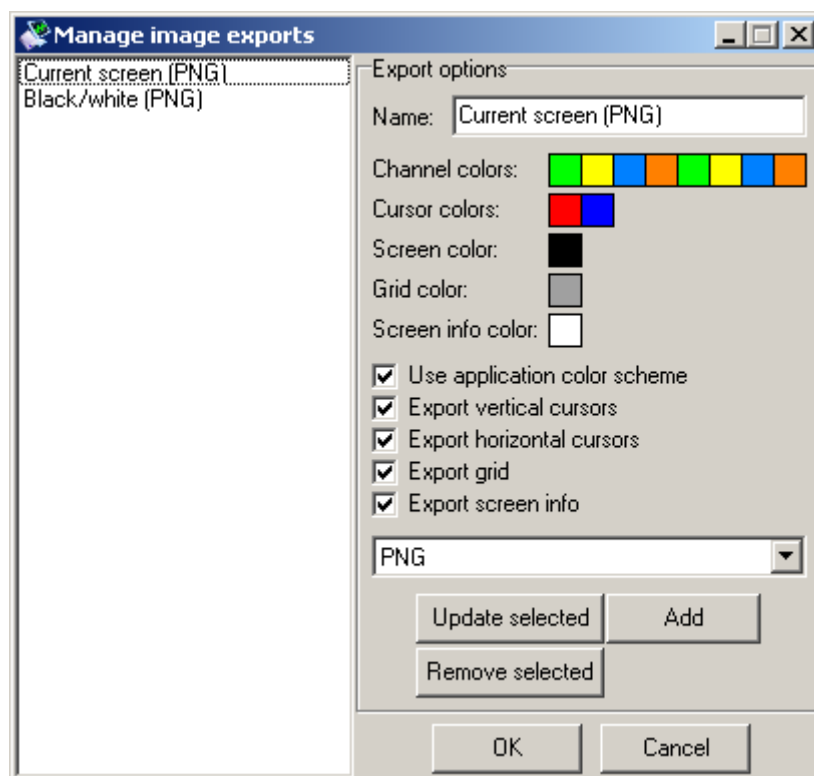 Manage image exports
Current screen (PNG)
Black/white (PNG)
Export options
Name: Current screen (PNG)
Channel colors:
Cursor colors:
Screen color:
Grid color:
Screen info color:
Use application color scheme
Export vertical cursors
Export horizontal cursors
Export grid
Export screen info
PNG
Update selected Add
Remove selected
OK Cancel